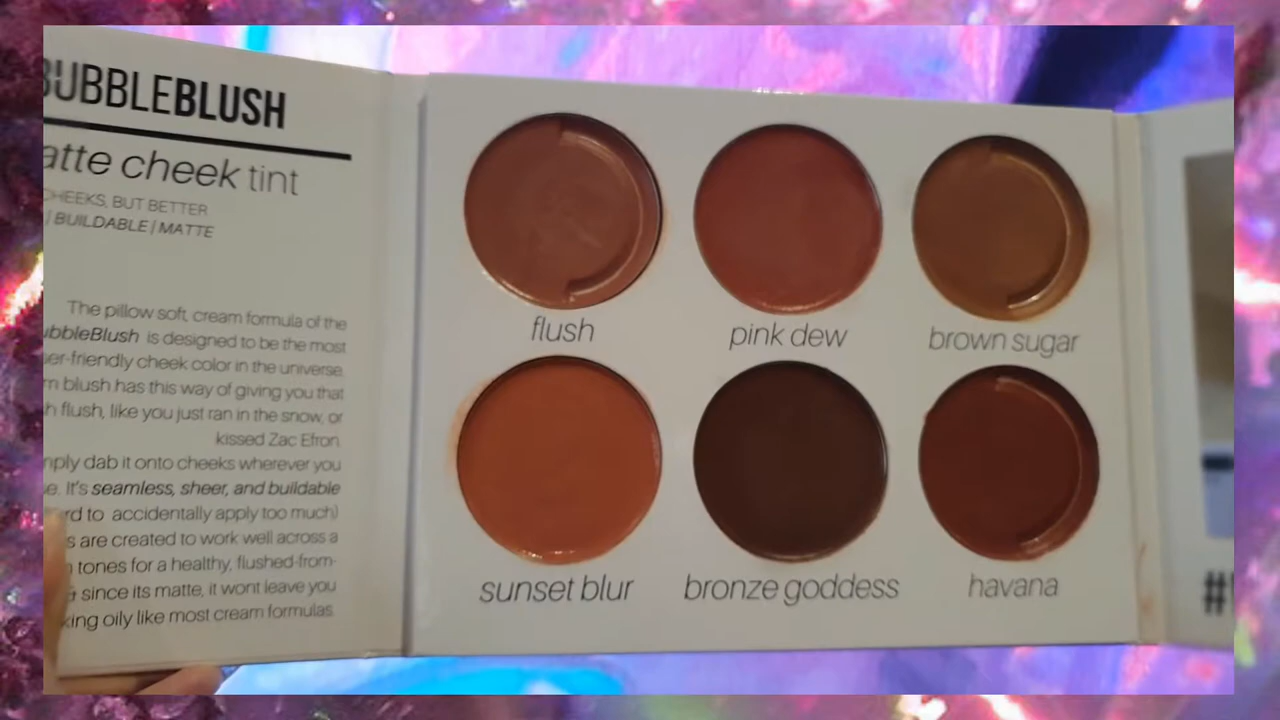 BUBBLEBLUSH
atte cheek tint
CHEEKS, BUT BETTER
| BUILDABLE | MATTE
The pillow soft, cream formula of the
ubbleBlush is designed to be the most
er-friendly cheek color in the universe.
m blush has this way of giving you that
h flush, like you just ran in the snow, or
kissed Zac Efron.
mply dab it onto cheeks wherever you
e. It's seamless, sheer, and buildable
rd to accidentally apply too much)
s are created to work well across a
tones for a healthy, flushed-from-
since its matte, it wont leave you
king oily like most cream formulas.
flush
pink dew
brown sugar
sunset blur
bronze goddess
havana
#